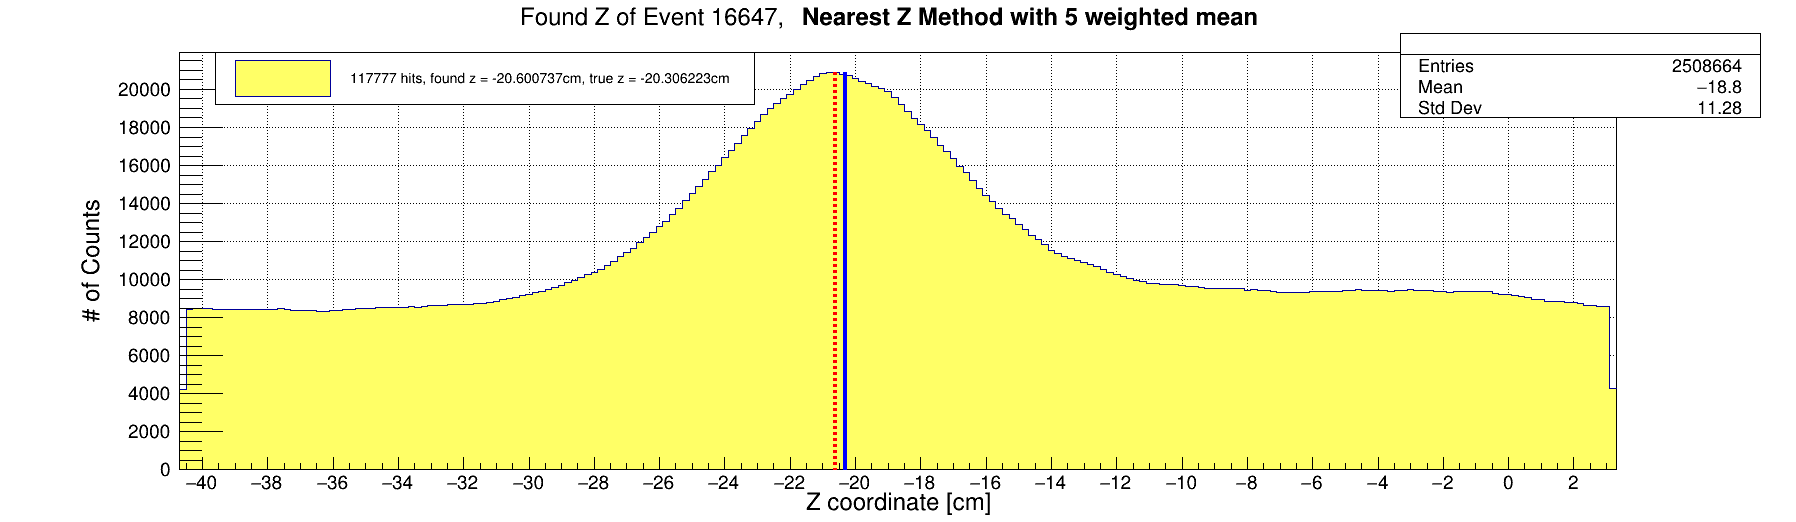 Found Z of Event 16647, Nearest Z Method with 5 weighted mean
117777 hits, found z = -20.600737cm, true z = -20.306223cm
Entries 2508664
Mean −18.8
Std Dev 11.28
# of Counts
20000
18000
16000
14000
12000
10000
8000
6000
4000
2000
0
−40 −38 −36 −34 −32 −30 −28 −26 −24 −22 −20 −18 −16 −14 −12 −10 −8 −6 −4 −2 0 2
Z coordinate [cm]